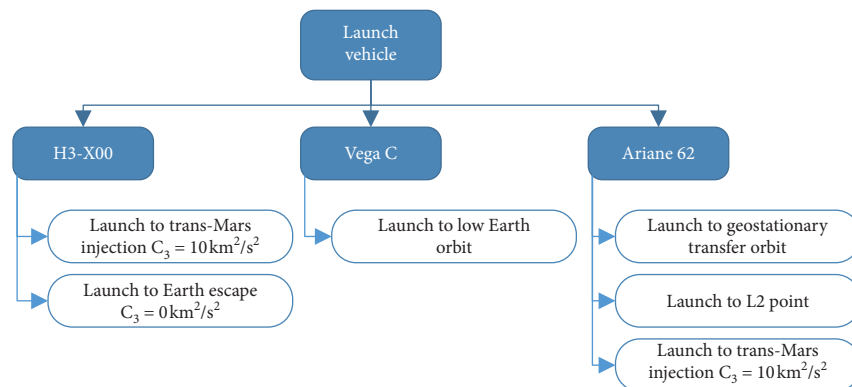 Launch
vehicle
H3-X00
Vega C
Ariane 62
Launch to trans-Mars
injection C₃ = 10 km²/s²
Launch to Earth escape
C₃ = 0 km²/s²
Launch to low Earth
orbit
Launch to geostationary
transfer orbit
Launch to L2 point
Launch to trans-Mars
injection C₃ = 10 km²/s²